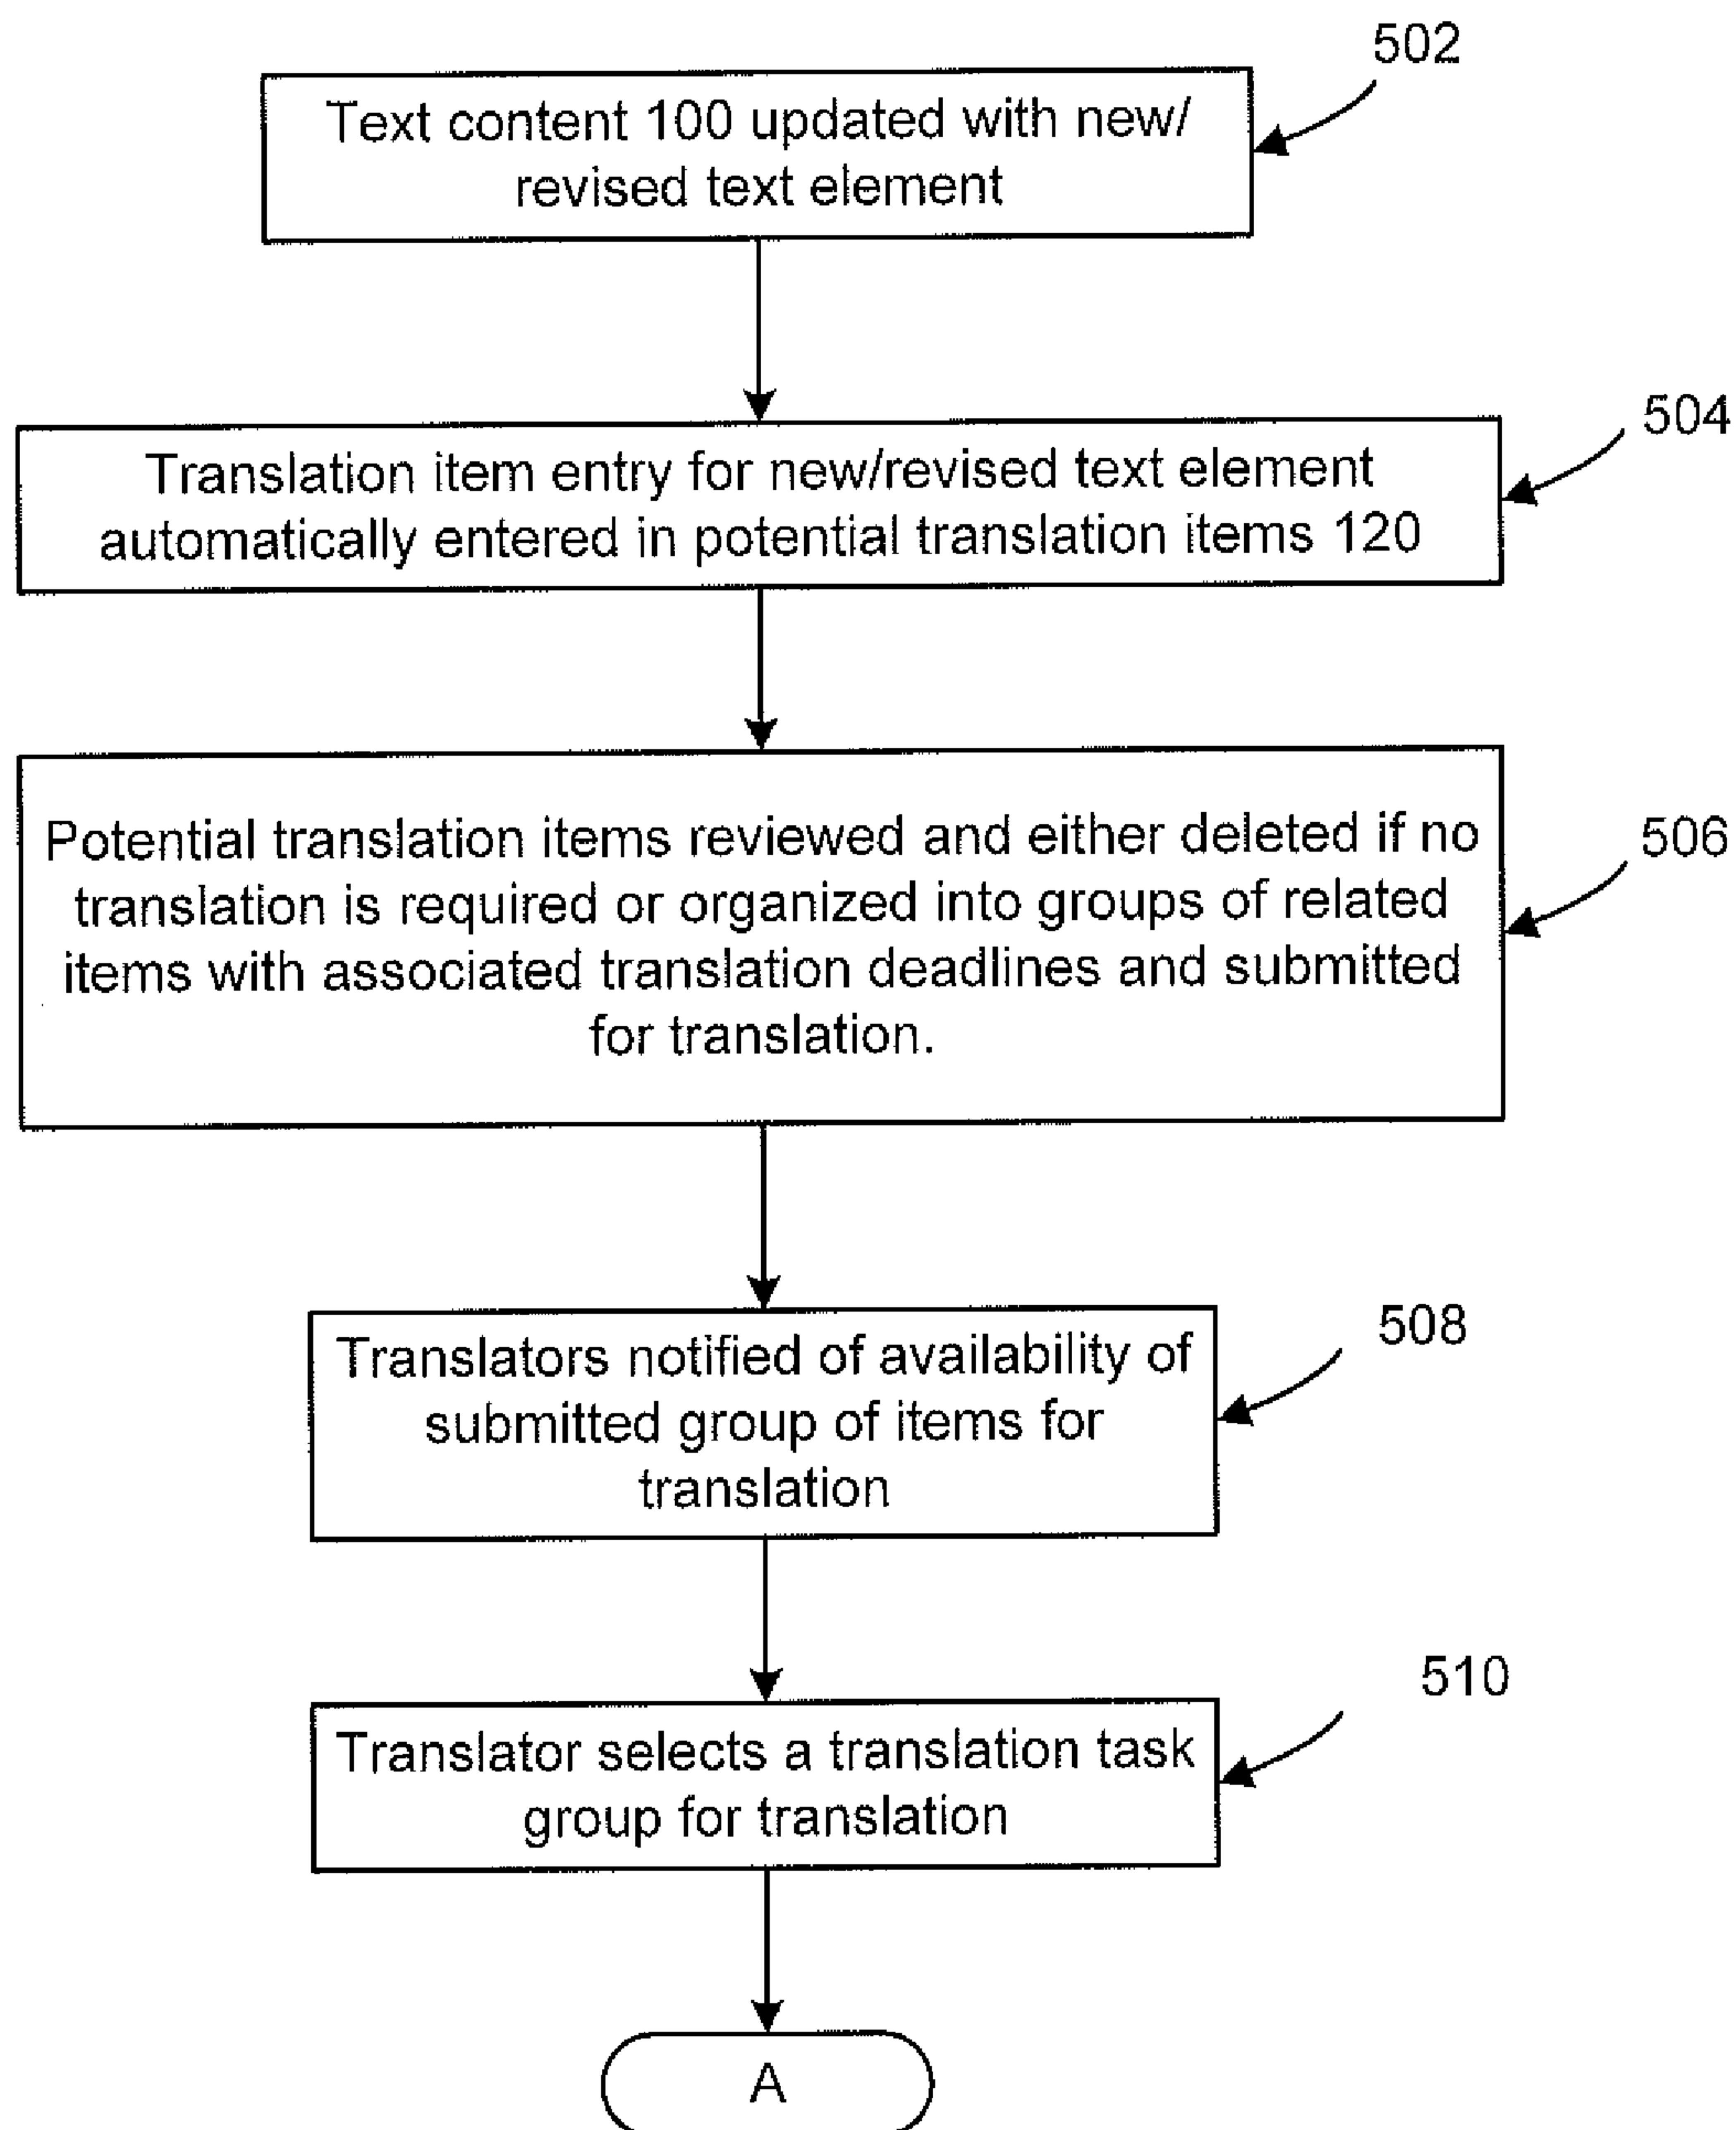 502
Text content 100 updated with new/
revised text element
504
Translation item entry for new/revised text element
automatically entered in potential translation items 120
506
Potential translation items reviewed and either deleted if no
translation is required or organized into groups of related
items with associated translation deadlines and submitted
for translation.
508
Translators notified of availability of
submitted group of items for
translation
510
Translator selects a translation task
group for translation
A